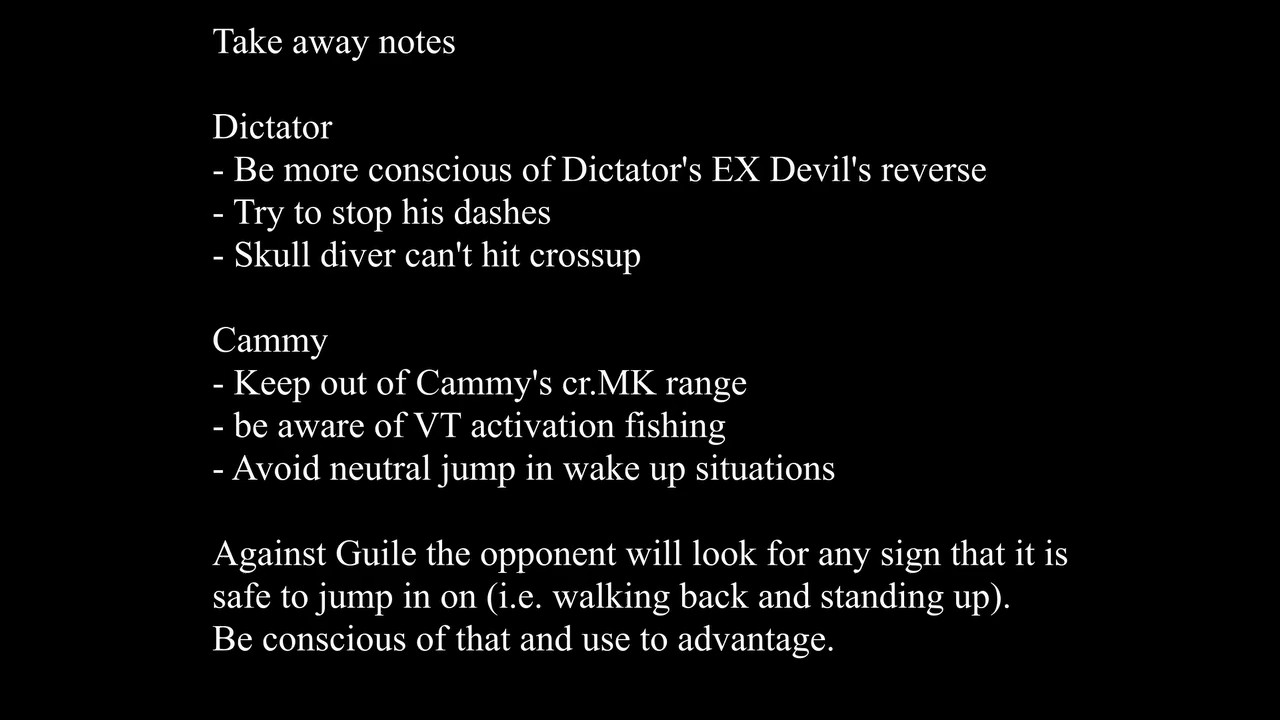 Take away notes
Dictator
- Be more conscious of Dictator's EX Devil's reverse
- Try to stop his dashes
- Skull diver can't hit crossup
Cammy
- Keep out of Cammy's cr.MK range
- be aware of VT activation fishing
- Avoid neutral jump in wake up situations
Against Guile the opponent will look for any sign that it is
safe to jump in on (i.e. walking back and standing up).
Be conscious of that and use to advantage.